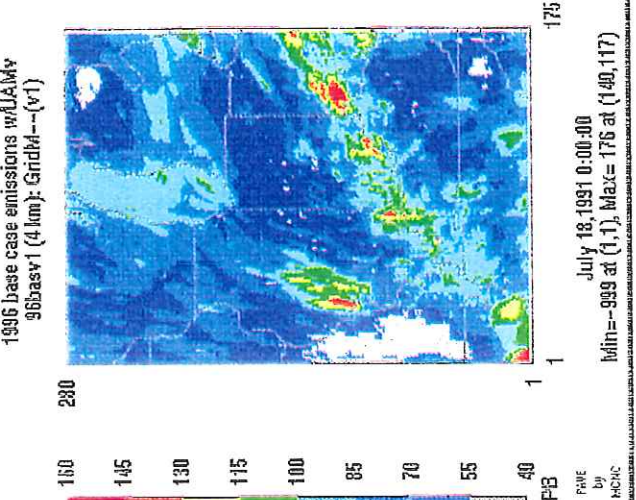 1996 base case emissions w/UAMv
96basv1 (4 km): GridM--(v1)
280
1
1
175
160
145
130
115
100
85
70
55
40
PAVE
by
MCNC
July 18,1991 0:00:00
Min=-999 at (1,1), Max= 176 at (140,117)